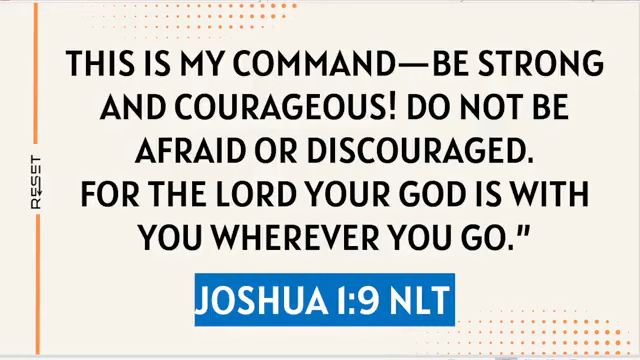 THIS IS MY COMMAND—BE STRONG
AND COURAGEOUS! DO NOT BE
AFRAID OR DISCOURAGED.
FOR THE LORD YOUR GOD IS WITH
YOU WHEREVER YOU GO.”
JOSHUA 1:9 NLT
RESET